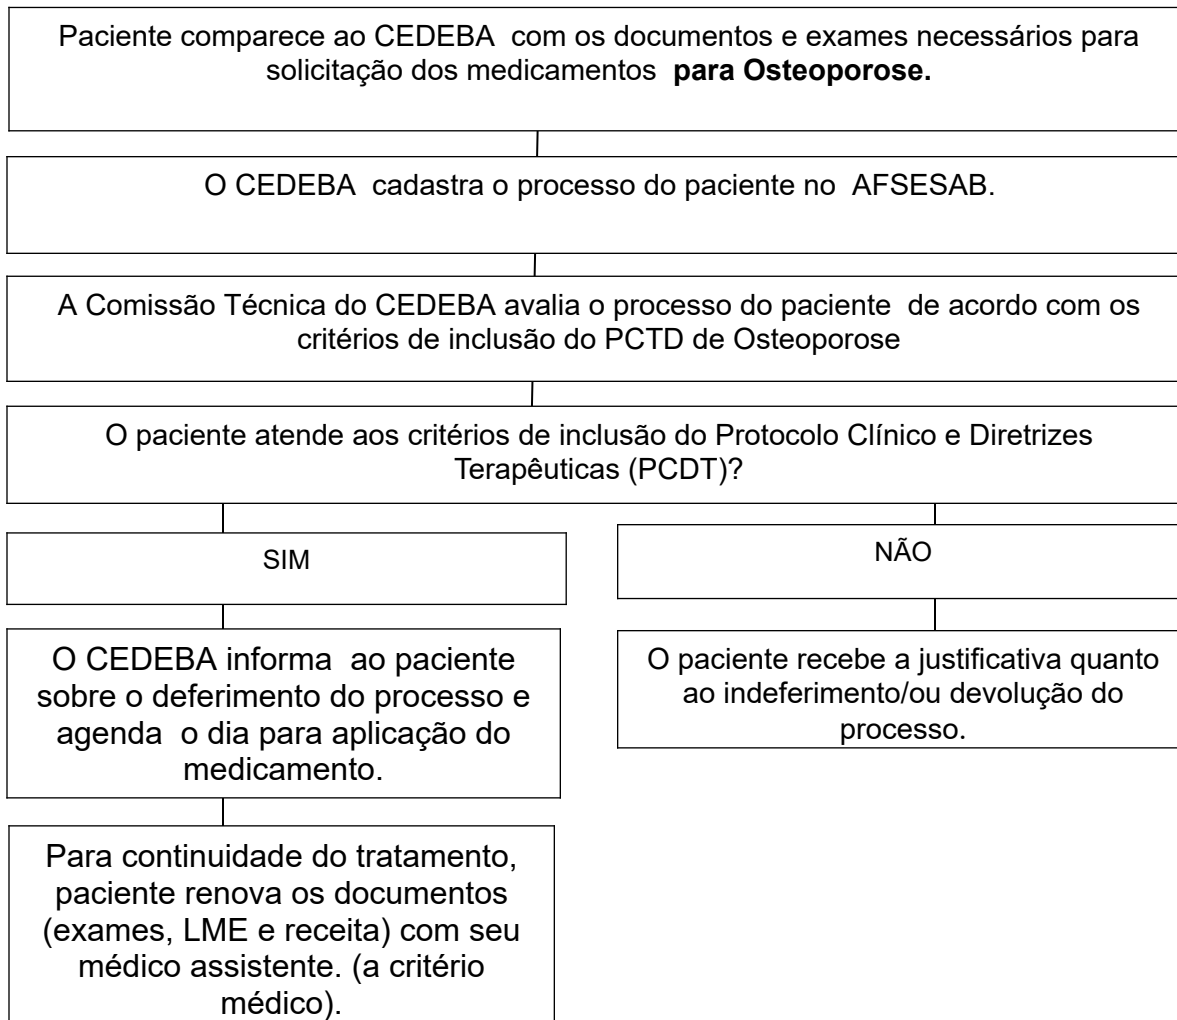 Paciente comparece ao CEDEBA com os documentos e exames necessários para
solicitação dos medicamentos para Osteoporose.
O CEDEBA cadastra o processo do paciente no AFSESAB.
A Comissão Técnica do CEDEBA avalia o processo do paciente de acordo com os
critérios de inclusão do PCTD de Osteoporose
O paciente atende aos critérios de inclusão do Protocolo Clínico e Diretrizes
Terapêuticas (PCDT)?
SIM
O CEDEBA informa ao paciente
sobre o deferimento do processo e
agenda o dia para aplicação do
medicamento.
Para continuidade do tratamento,
paciente renova os documentos
(exames, LME e receita) com seu
médico assistente. (a critério
médico).
NÃO
O paciente recebe a justificativa quanto
ao indeferimento/ou devolução do
processo.